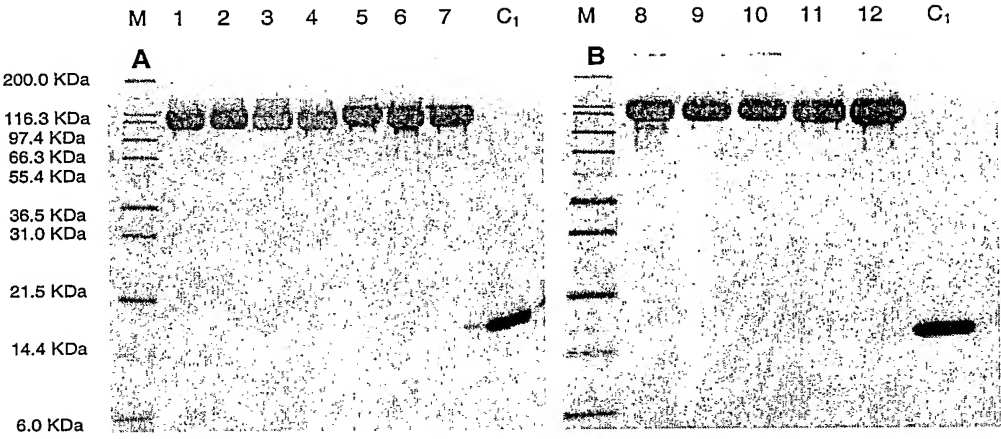 M 1 2 3 4 5 6 7 C₁ M 8 9 10 11 12 C₁
A B
200.0 KDa
116.3 KDa
97.4 KDa
66.3 KDa
55.4 KDa
36.5 KDa
31.0 KDa
21.5 KDa
14.4 KDa
6.0 KDa